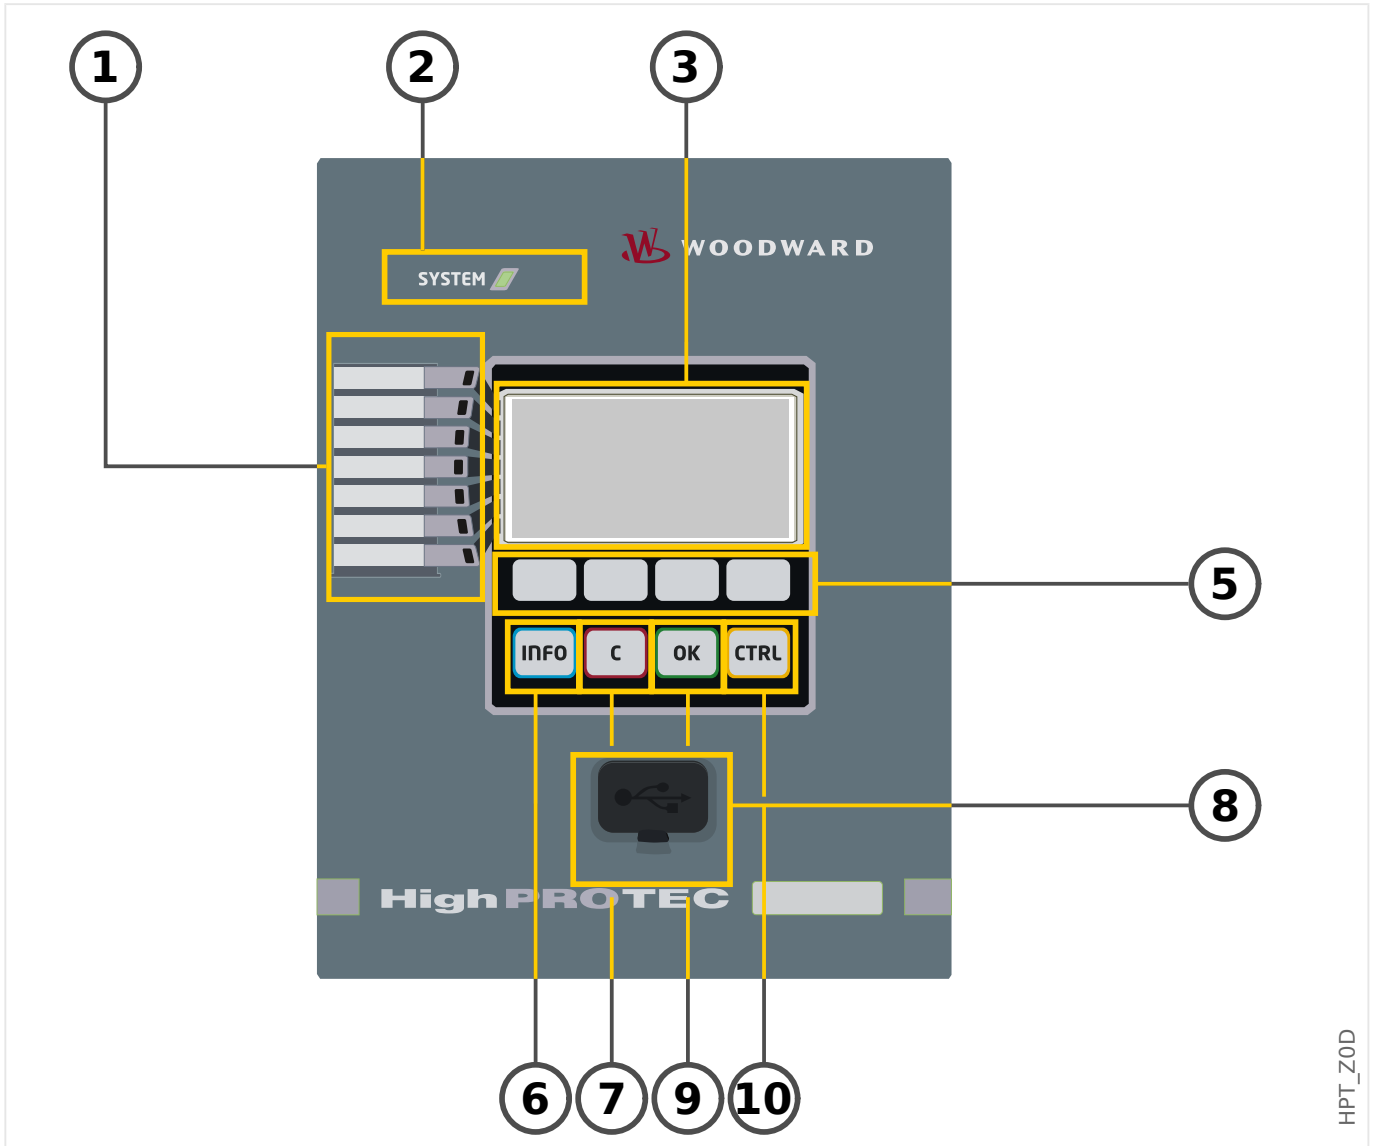 1 2 3
WOODWARD
SYSTEM
5
INFO C OK CTRL
8
HighPROTEC
6 7 9 10
HPT_Z0D